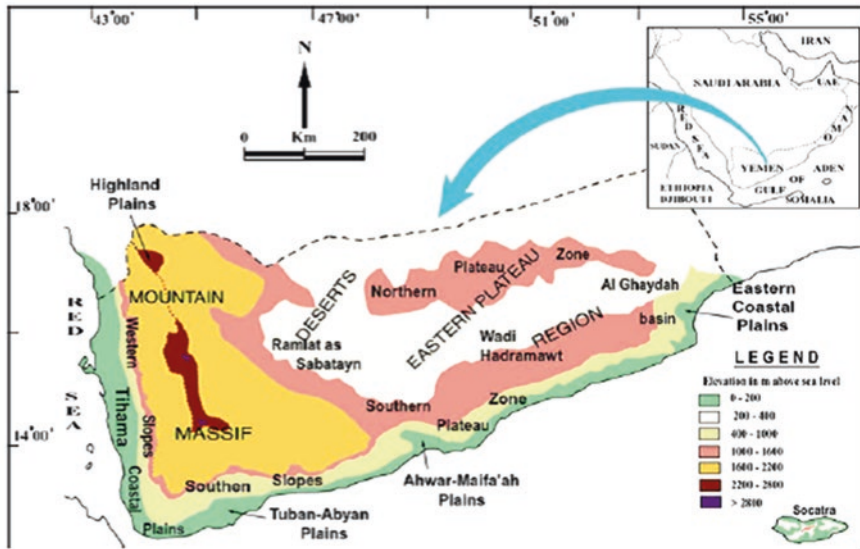 43°00' 47°00' 51°00' 55°00'
N
0 Km 200
IRAN
SAUDI ARABIA
UAE
OMAN
RED SEA
SUDAN
YEMEN
GULF OF ADEN
ETHIOPIA
DJIBOUTI
SOMALIA
18°00'
14°00'
Highland
Plains
MOUNTAIN
MASSIF
RED SEA
Tihama Coastal Plains
Western Slopes
Southen Slopes
DESERTS
Ramlat as
Sabatayn
Northern Plateau Zone
EASTERN PLATEAU REGION
Wadi
Hadramawt
Al Ghaydah
basin
Eastern
Coastal
Plains
Southern Plateau Zone
Ahwar-Maifa'ah
Plains
Tuban-Abyan
Plains
LEGEND
Elevation in m above sea level
0 - 200
200 - 400
400 - 1000
1000 - 1600
1600 - 2200
2200 - 2800
> 2800
Socatra